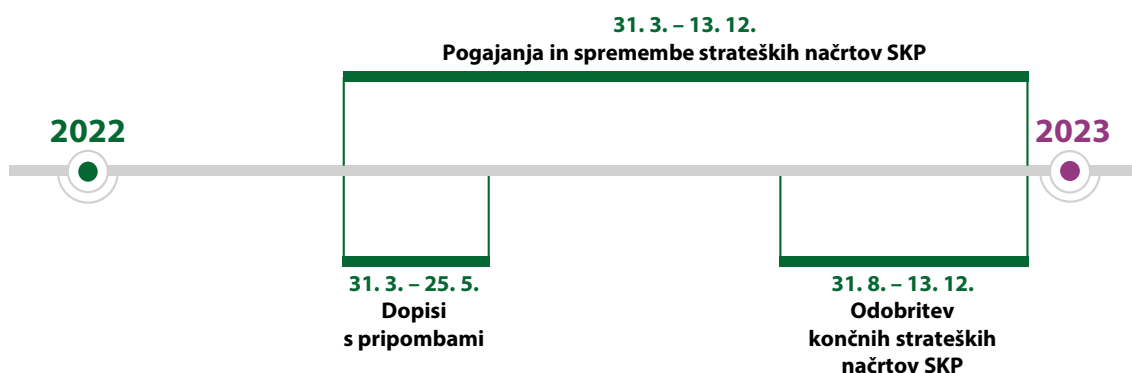 31. 3. – 13. 12.
Pogajanja in spremembe strateških načrtov SKP
2022
2023
31. 3. – 25. 5.
Dopisi
s pripombami
31. 8. – 13. 12.
Odobritev
končnih strateških
načrtov SKP